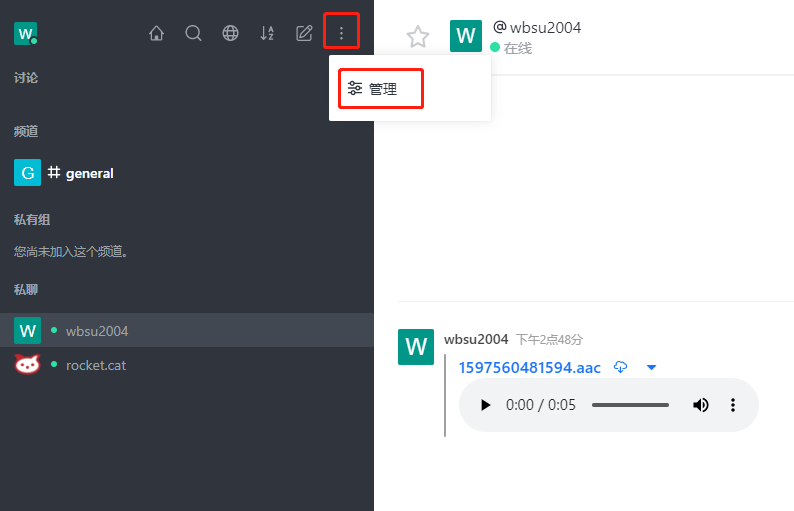 W
讨论
频道
G general
私有组
您尚未加入这个频道。
私聊
W wbsu2004
rocket.cat
管理
W @ wbsu2004
在线
W wbsu2004 下午2点48分
1597560481594.aac
0:00 / 0:05